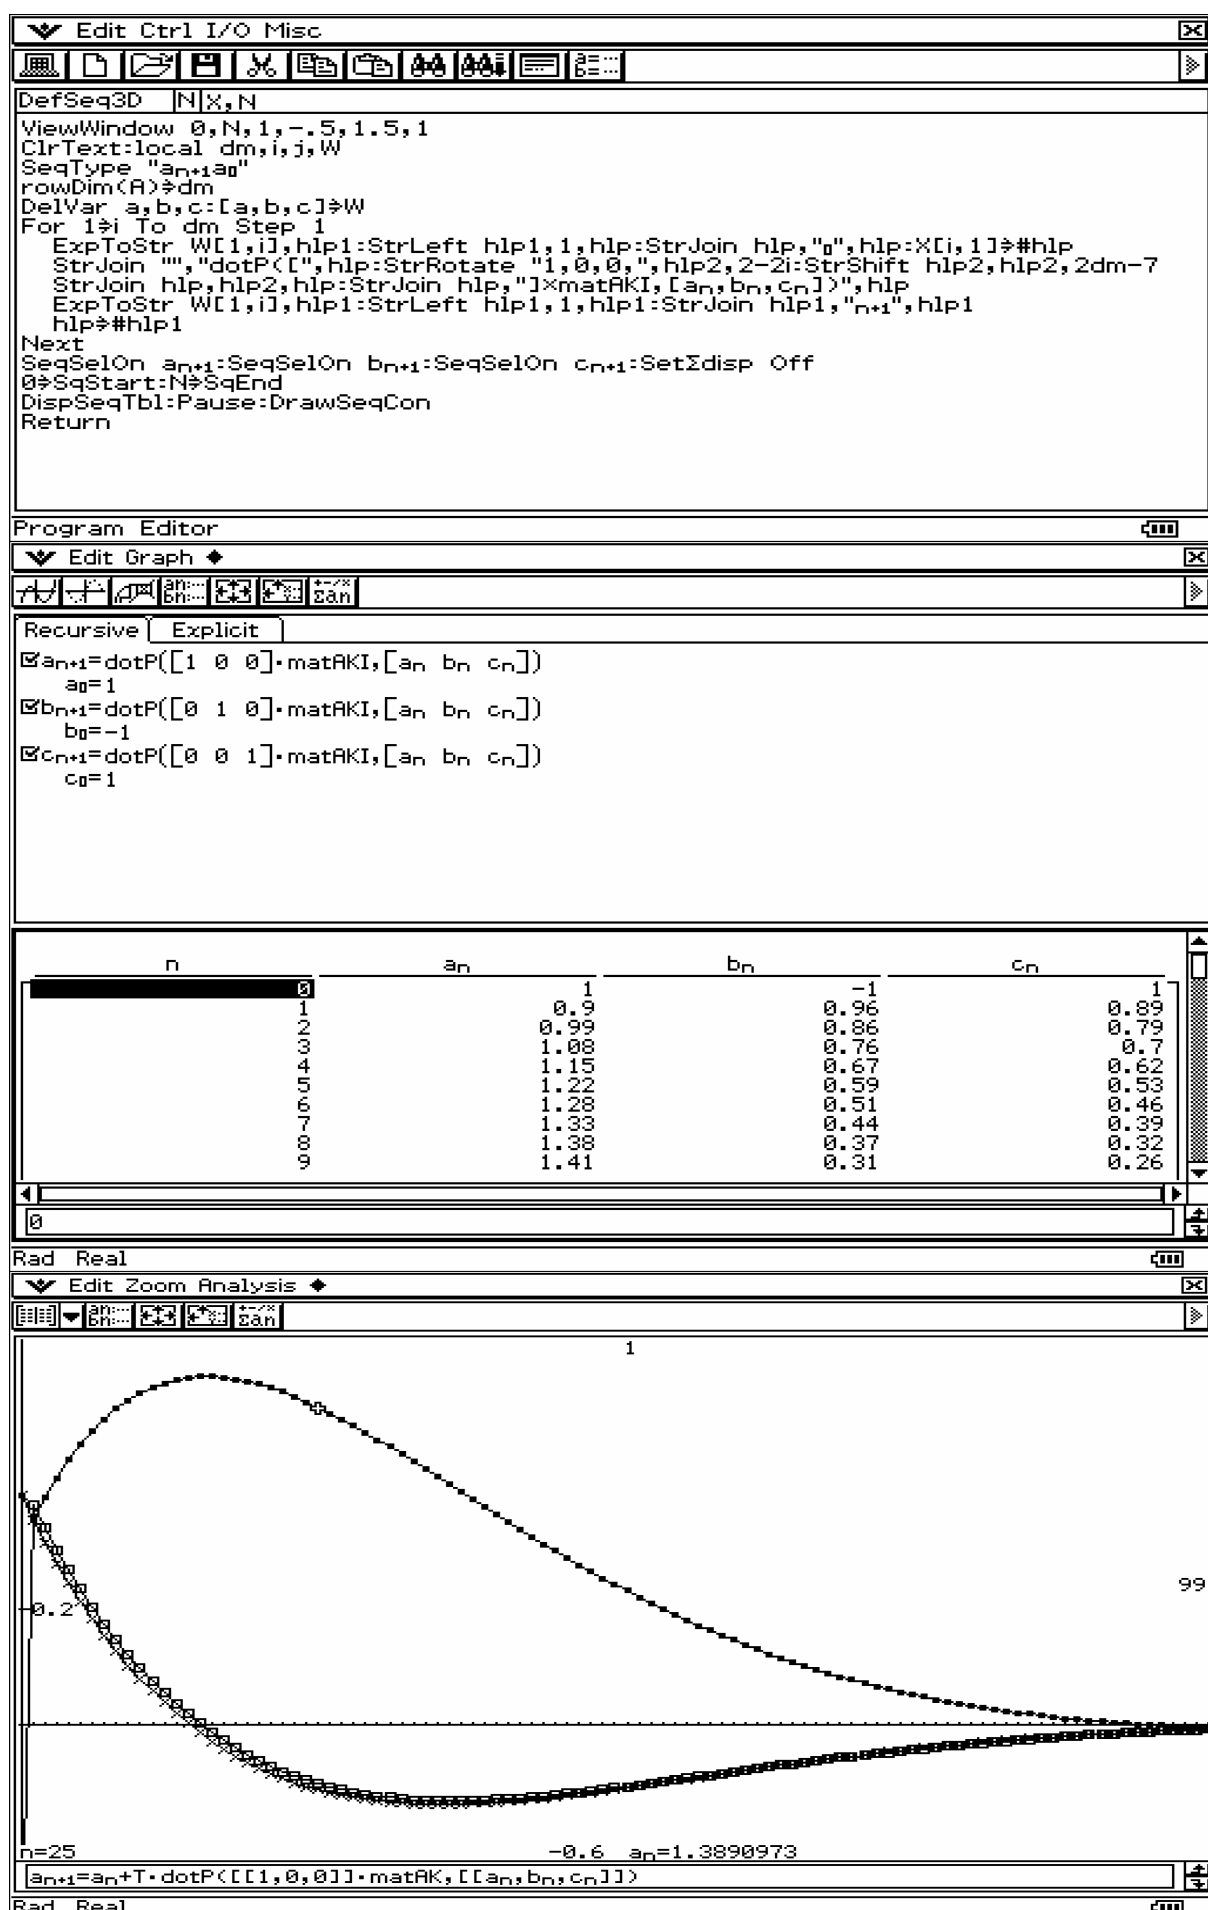 Edit Ctrl I/O Misc
DefSeq3D N X,N
ViewWindow 0,N,1,-.5,1.5,1
ClrText:local dm,i,j,W
SeqType "aₙ₊₁a₀"
rowDim(A)⇒dm
DelVar a,b,c:[a,b,c]⇒W
For 1⇒i To dm Step 1
ExpToStr W[1,i],hlp1:StrLeft hlp1,1,hlp:StrJoin hlp,"₀",hlp:X[i,1]⇒#hlp
StrJoin "","dotP([",hlp:StrRotate "1,0,0,",hlp2,2-2i:StrShift hlp2,hlp2,2dm-7
StrJoin hlp,hlp2,hlp:StrJoin hlp,"]×matAKI,[aₙ,bₙ,cₙ])",hlp
ExpToStr W[1,i],hlp1:StrLeft hlp1,1,hlp1:StrJoin hlp1,"ₙ₊₁",hlp1
hlp⇒#hlp1
Next
SeqSelOn aₙ₊₁:SeqSelOn bₙ₊₁:SeqSelOn cₙ₊₁:SetΣdisp Off
0⇒SqStart:N⇒SqEnd
DispSeqTbl:Pause:DrawSeqCon
Return
Program Editor
Edit Graph ◆
an:
bn:
+-/×
Σan
Recursive Explicit
aₙ₊₁=dotP([1 0 0]·matAKI,[aₙ bₙ cₙ])
a₀=1
bₙ₊₁=dotP([0 1 0]·matAKI,[aₙ bₙ cₙ])
b₀=-1
cₙ₊₁=dotP([0 0 1]·matAKI,[aₙ bₙ cₙ])
c₀=1
n aₙ bₙ cₙ
0 1 -1 1
1 0.9 0.96 0.89
2 0.99 0.86 0.79
3 1.08 0.76 0.7
4 1.15 0.67 0.62
5 1.22 0.59 0.53
6 1.28 0.51 0.46
7 1.33 0.44 0.39
8 1.38 0.37 0.32
9 1.41 0.31 0.26
0
Rad Real
Edit Zoom Analysis ◆
an:
bn:
+-/×
Σan
1
99
-0.2
n=25 -0.6 aₙ=1.3890973
aₙ₊₁=aₙ+T·dotP([[1,0,0]]·matAK,[[aₙ,bₙ,cₙ]])
Rad Real